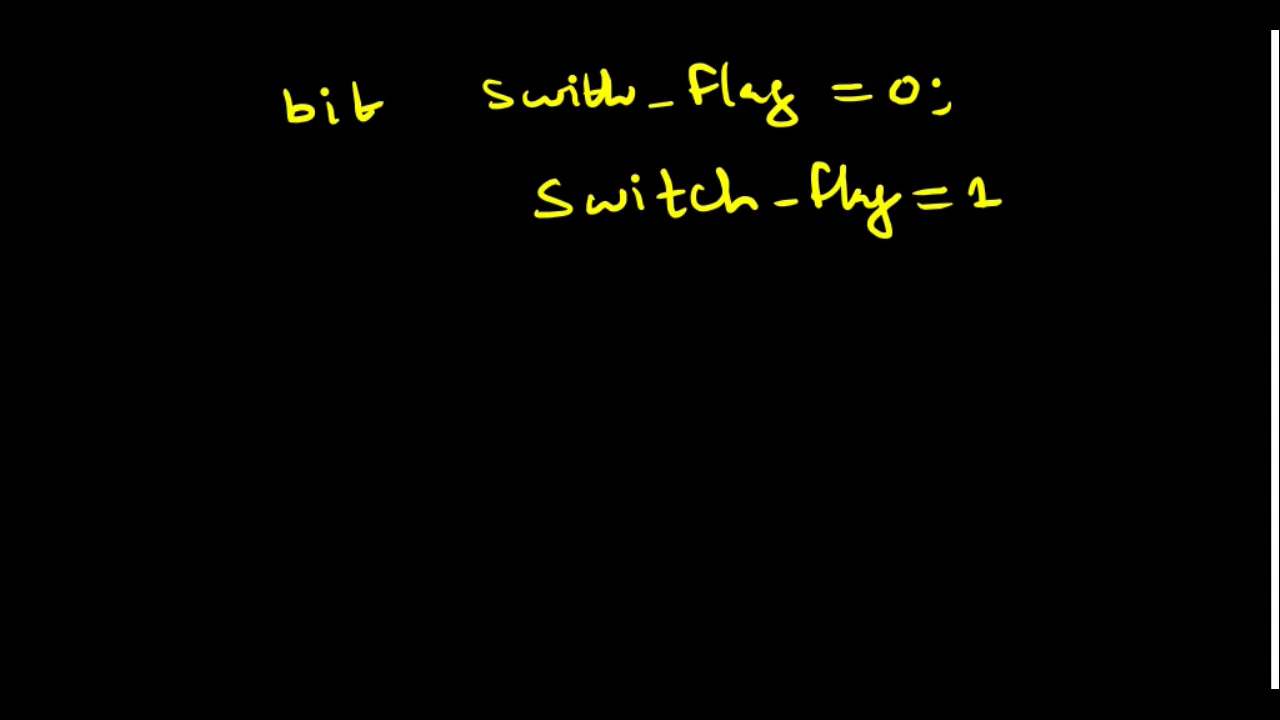 bit switch_flag = 0;
switch_flag = 1